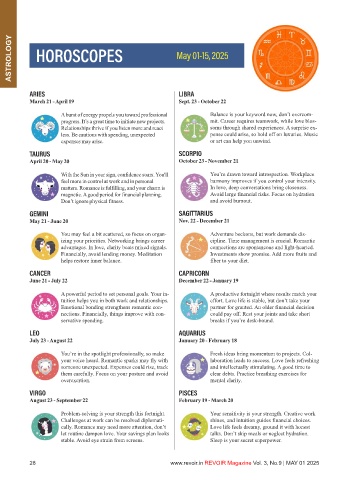 ASTROLOGY
HOROSCOPES
May 01-15, 2025
ARIES
March 21 - April 19
A burst of energy propels you toward professional
progress. It's a great time to initiate new projects.
Relationships thrive if you listen more and react
less. Be cautious with spending, unexpected
expenses may arise.
TAURUS
April 20 - May 20
With the Sun in your sign, confidence soars. You'll
feel more in control at work and in personal
matters. Romance is fulfilling, and your charm is
magnetic. A good period for financial planning.
Don't ignore physical fitness.
GEMINI
May 21 - June 20
You may feel a bit scattered, so focus on organ-
izing your priorities. Networking brings career
advantages. In love, clarity beats mixed signals.
Financially, avoid lending money. Meditation
helps restore inner balance.
CANCER
June 21 - July 22
A powerful period to set personal goals. Your in-
tuition helps you in both work and relationships.
Emotional bonding strengthens romantic con-
nections. Financially, things improve with con-
servative spending.
LEO
July 23 - August 22
You're in the spotlight professionally, so make
your voice heard. Romantic sparks may fly with
someone unexpected. Expenses could rise, track
them carefully. Focus on your posture and avoid
overexertion.
VIRGO
August 23 - September 22
Problem-solving is your strength this fortnight.
Challenges at work can be resolved diplomati-
cally. Romance may need more attention, don't
let routine dampen love. Your savings plan looks
stable. Avoid eye strain from screens.
LIBRA
Sept. 23 - October 22
Balance is your keyword now, don't overcom-
mit. Career requires teamwork, while love blos-
soms through shared experiences. A surprise ex-
pense could arise, so hold off on luxuries. Music
or art can help you unwind.
SCORPIO
October 23 - November 21
You're drawn toward introspection. Workplace
harmony improves if you control your intensity.
In love, deep conversations bring closeness.
Avoid large financial risks. Focus on hydration
and avoid burnout.
SAGITTARIUS
Nov. 22 - December 21
Adventure beckons, but work demands dis-
cipline. Time management is crucial. Romantic
connections are spontaneous and light-hearted.
Investments show promise. Add more fruits and
fiber to your diet.
CAPRICORN
December 22 - January 19
A productive fortnight where results match your
effort. Love life is stable, but don't take your
partner for granted. An older financial decision
could pay off. Rest your joints and take short
breaks if you're desk-bound.
AQUARIUS
January 20 - February 18
Fresh ideas bring momentum to projects. Col-
laboration leads to success. Love feels refreshing
and intellectually stimulating. A good time to
clear debts. Practice breathing exercises for
mental clarity.
PISCES
February 19 - March 20
Your sensitivity is your strength. Creative work
shines, and intuition guides financial choices.
Love life feels dreamy, ground it with honest
talks. Don't skip meals or neglect hydration.
Sleep is your secret superpower.
28
www.revoir.in REVOIR Magazine Vol. 3, No.9 | MAY 01 2025